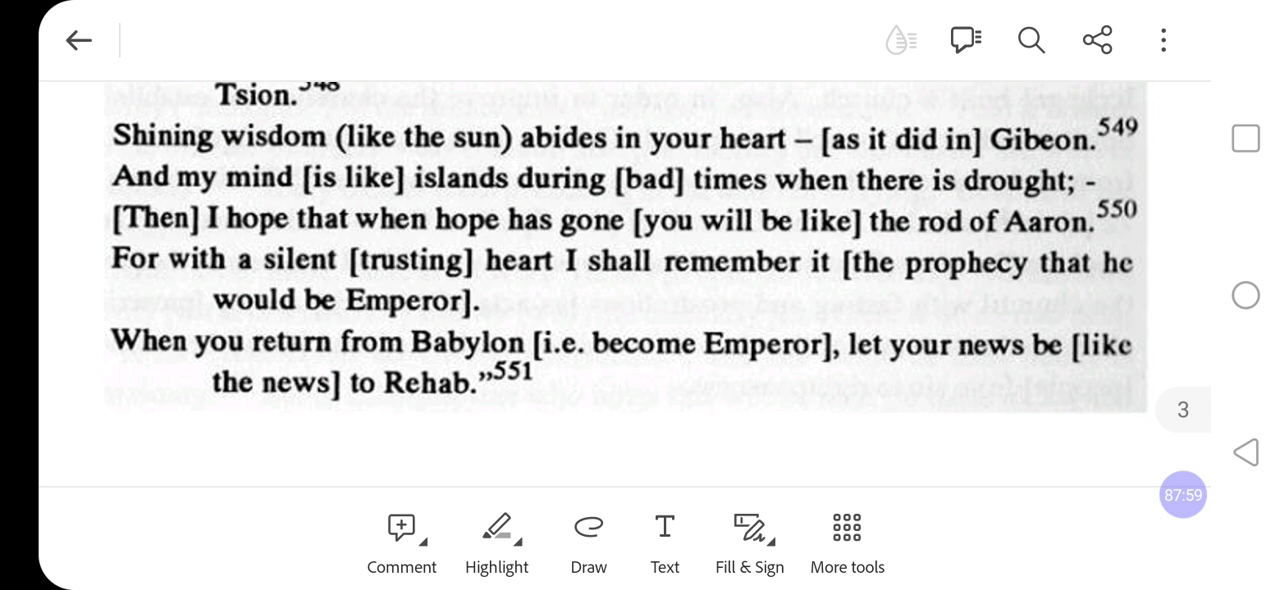 Tsion.548
Shining wisdom (like the sun) abides in your heart – [as it did in] Gibeon.549
And my mind [is like] islands during [bad] times when there is drought; -
[Then] I hope that when hope has gone [you will be like] the rod of Aaron.550
For with a silent [trusting] heart I shall remember it [the prophecy that he
would be Emperor].
When you return from Babylon [i.e. become Emperor], let your news be [like
the news] to Rehab.”551
3
87:59
Comment
Highlight
Draw
Text
Fill & Sign
More tools